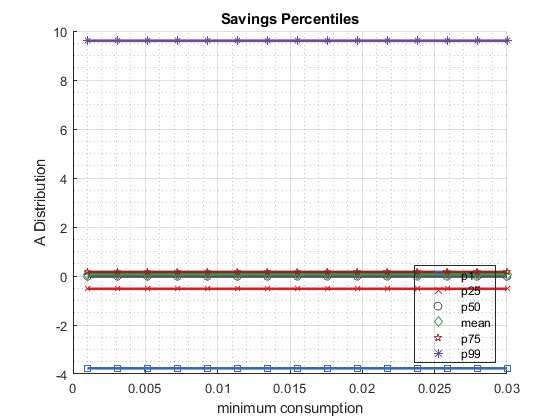 Savings Percentiles
10
8
6
4
2
0
-2
-4
A Distribution
p1
p25
p50
mean
p75
p99
0 0.005 0.01 0.015 0.02 0.025 0.03
minimum consumption